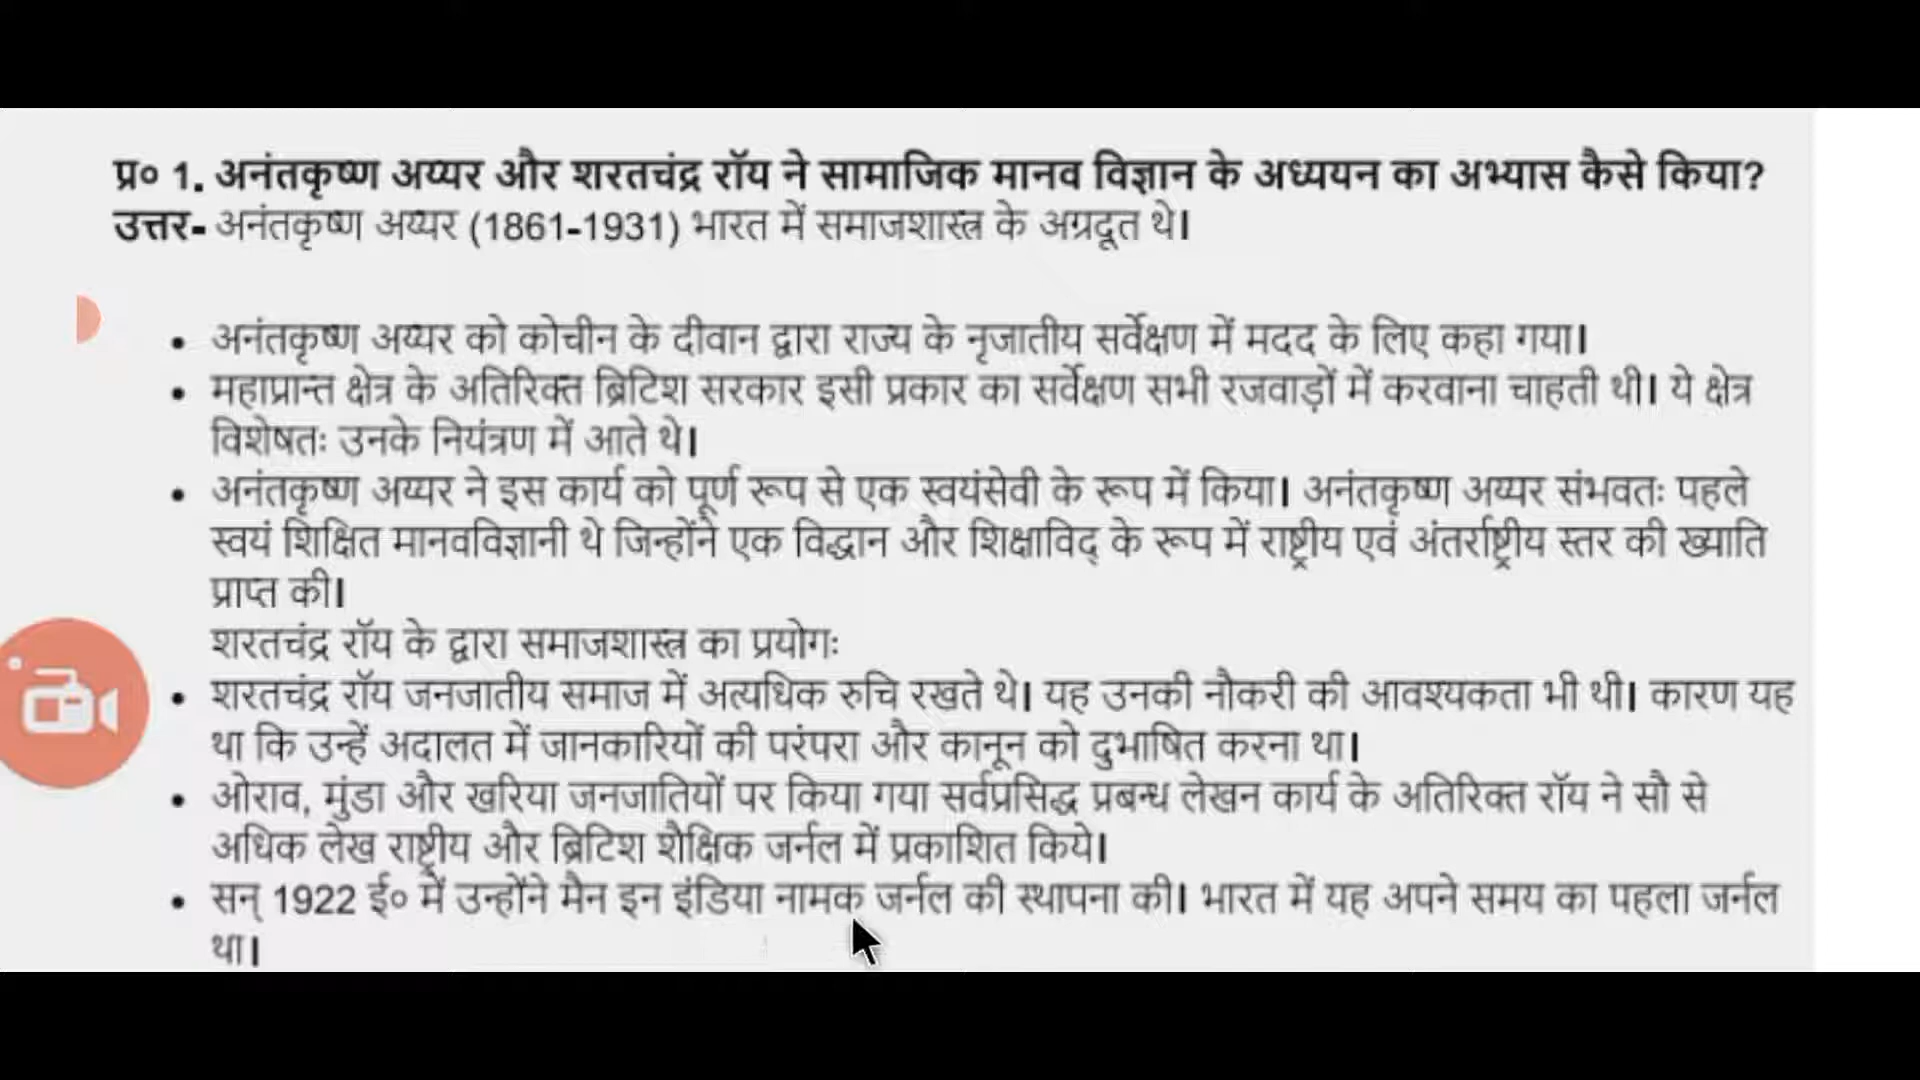 प्र० 1. अनंतकृष्ण अय्यर और शरतचंद्र रॉय ने सामाजिक मानव विज्ञान के अध्ययन का अभ्यास कैसे किया?
उत्तर- अनंतकृष्ण अय्यर (1861-1931) भारत में समाजशास्त्र के अग्रदूत थे।
• अनंतकृष्ण अय्यर को कोचीन के दीवान द्वारा राज्य के नृजातीय सर्वेक्षण में मदद के लिए कहा गया।
• महाप्रान्त क्षेत्र के अतिरिक्त ब्रिटिश सरकार इसी प्रकार का सर्वेक्षण सभी रजवाड़ों में करवाना चाहती थी। ये क्षेत्र
विशेषतः उनके नियंत्रण में आते थे।
• अनंतकृष्ण अय्यर ने इस कार्य को पूर्ण रूप से एक स्वयंसेवी के रूप में किया। अनंतकृष्ण अय्यर संभवतः पहले
स्वयं शिक्षित मानवविज्ञानी थे जिन्होंने एक विद्धान और शिक्षाविद् के रूप में राष्ट्रीय एवं अंतर्राष्ट्रीय स्तर की ख्याति
प्राप्त की।
शरतचंद्र रॉय के द्वारा समाजशास्त्र का प्रयोगः
• शरतचंद्र रॉय जनजातीय समाज में अत्यधिक रुचि रखते थे। यह उनकी नौकरी की आवश्यकता भी थी। कारण यह
था कि उन्हें अदालत में जानकारियों की परंपरा और कानून को दुभाषित करना था।
• ओराव, मुंडा और खरिया जनजातियों पर किया गया सर्वप्रसिद्ध प्रबन्ध लेखन कार्य के अतिरिक्त रॉय ने सौ से
अधिक लेख राष्ट्रीय और ब्रिटिश शैक्षिक जर्नल में प्रकाशित किये।
• सन् 1922 ई० में उन्होंने मैन इन इंडिया नामक जर्नल की स्थापना की। भारत में यह अपने समय का पहला जर्नल
था।